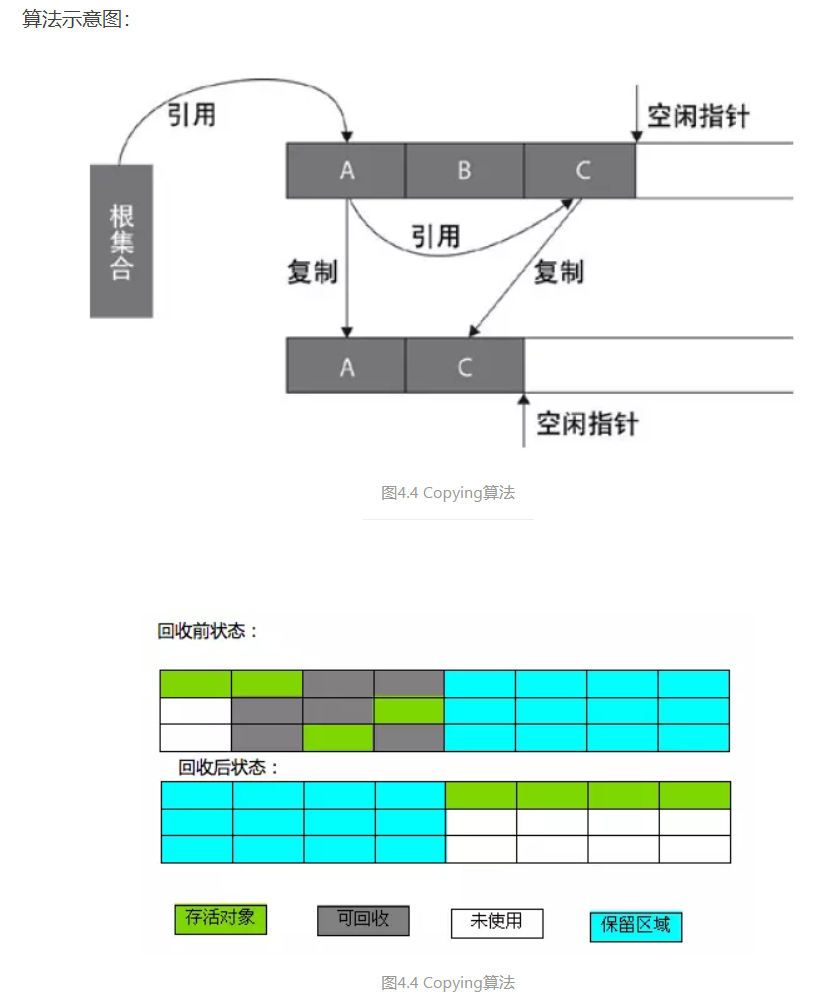 算法示意图：
引用
空闲指针
A
B
C
根集合
引用
复制
复制
A
C
空闲指针
图4.4 Copying算法
回收前状态：
回收后状态：
存活对象
可回收
未使用
保留区域
图4.4 Copying算法